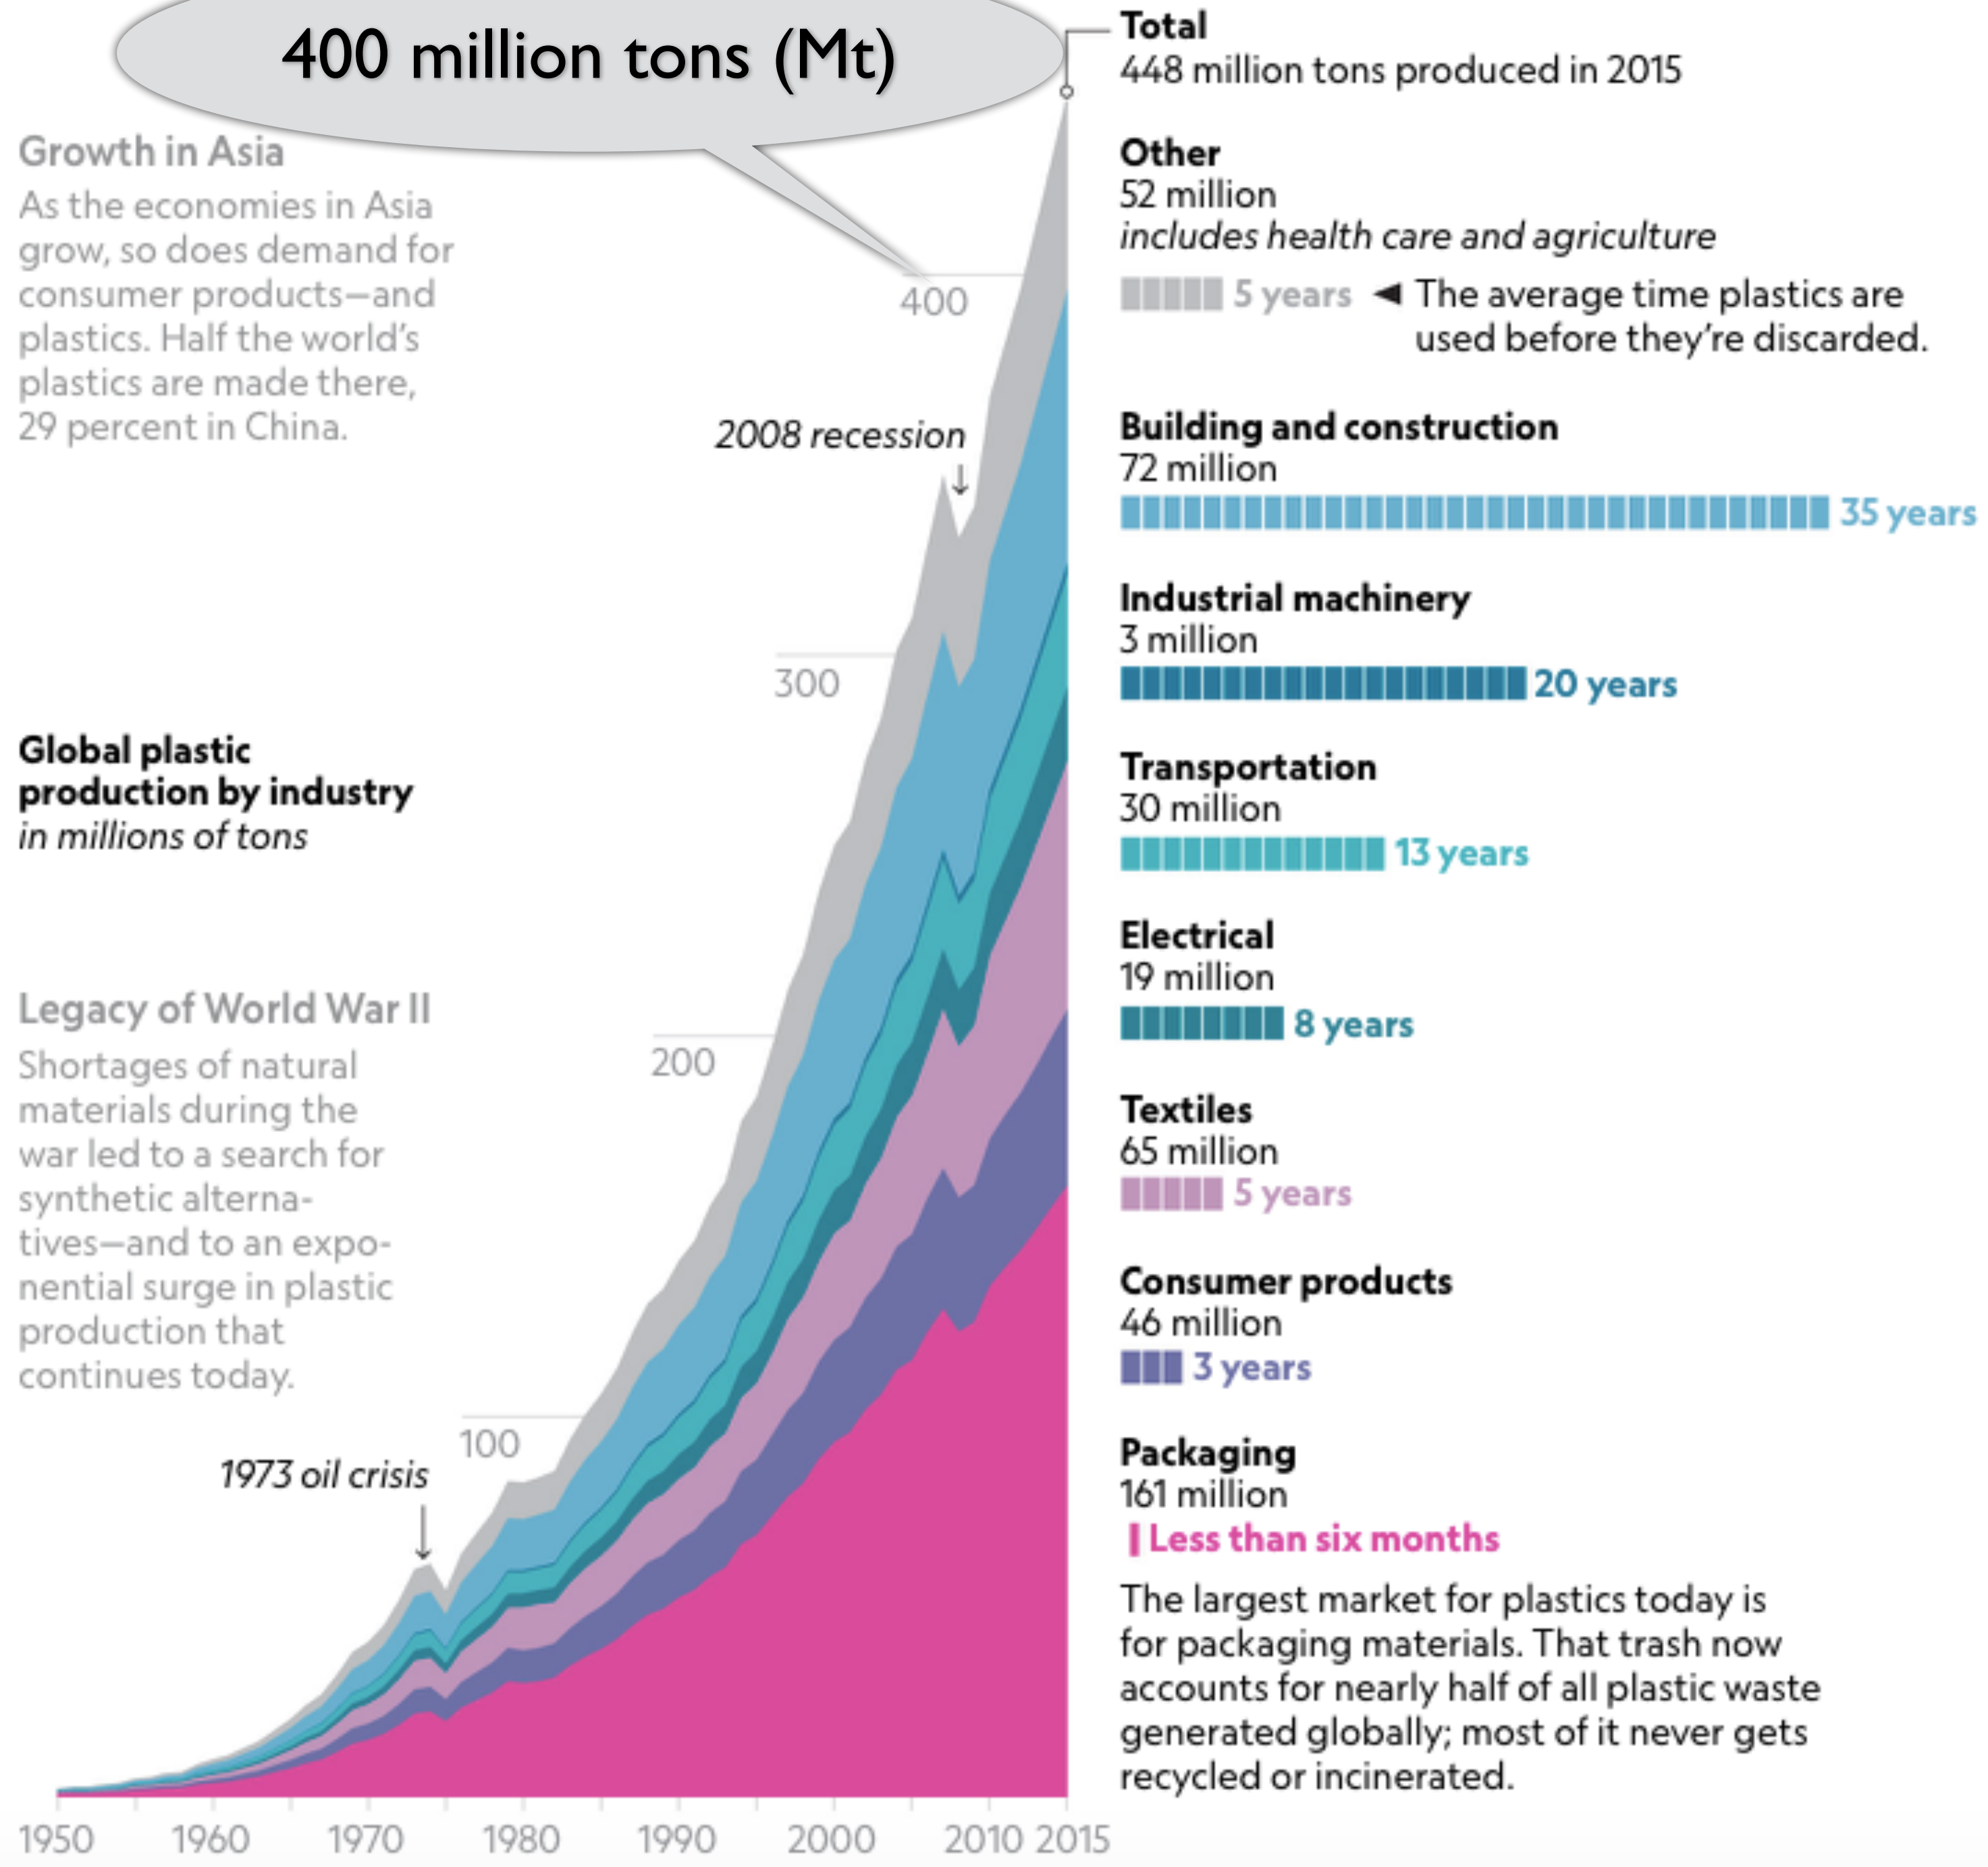 400 million tons (Mt)
Growth in Asia
As the economies in Asia
grow, so does demand for
consumer products—and
plastics. Half the world’s
plastics are made there,
29 percent in China.
Global plastic
production by industry
in millions of tons
Legacy of World War II
Shortages of natural
materials during the
war led to a search for
synthetic alterna-
tives—and to an expo-
nential surge in plastic
production that
continues today.
1973 oil crisis
2008 recession
400
300
200
100
1950 1960 1970 1980 1990 2000 2010 2015
Total
448 million tons produced in 2015
Other
52 million
includes health care and agriculture
5 years ◄ The average time plastics are
used before they’re discarded.
Building and construction
72 million
35 years
Industrial machinery
3 million
20 years
Transportation
30 million
13 years
Electrical
19 million
8 years
Textiles
65 million
5 years
Consumer products
46 million
3 years
Packaging
161 million
Less than six months
The largest market for plastics today is
for packaging materials. That trash now
accounts for nearly half of all plastic waste
generated globally; most of it never gets
recycled or incinerated.